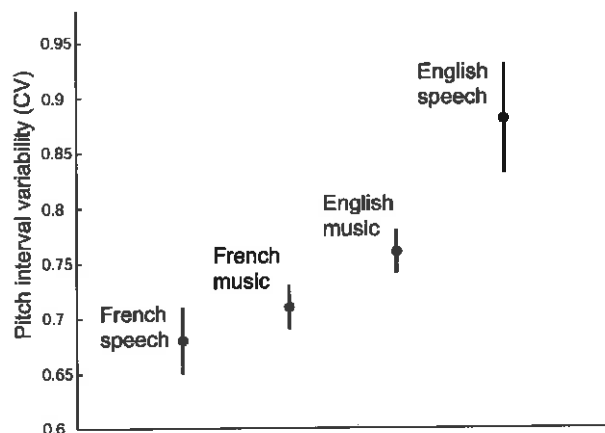 Pitch interval variability (CV)
0.95
0.9
0.85
0.8
0.75
0.7
0.65
0.6
English
speech
English
music
French
music
French
speech